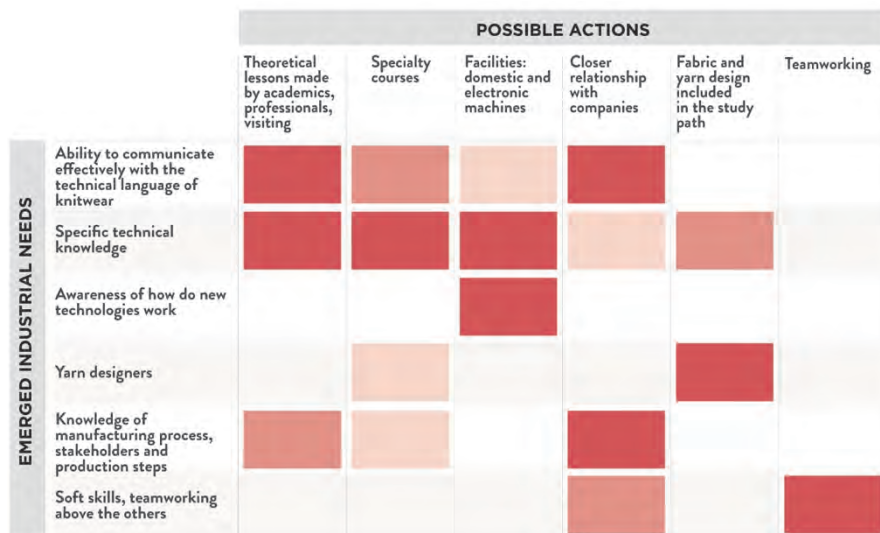 POSSIBLE ACTIONS
Theoretical
lessons made
by academics,
professionals,
visiting
Specialty
courses
Facilities:
domestic and
electronic
machines
Closer
relationship
with
companies
Fabric and
yarn design
included
in the study
path
Teamworking
EMERGED INDUSTRIAL NEEDS
Ability to communicate
effectively with the
technical language of
knitwear
Specific technical
knowledge
Awareness of how do new
technologies work
Yarn designers
Knowledge of
manufacturing process,
stakeholders and
production steps
Soft skills, teamworking
above the others